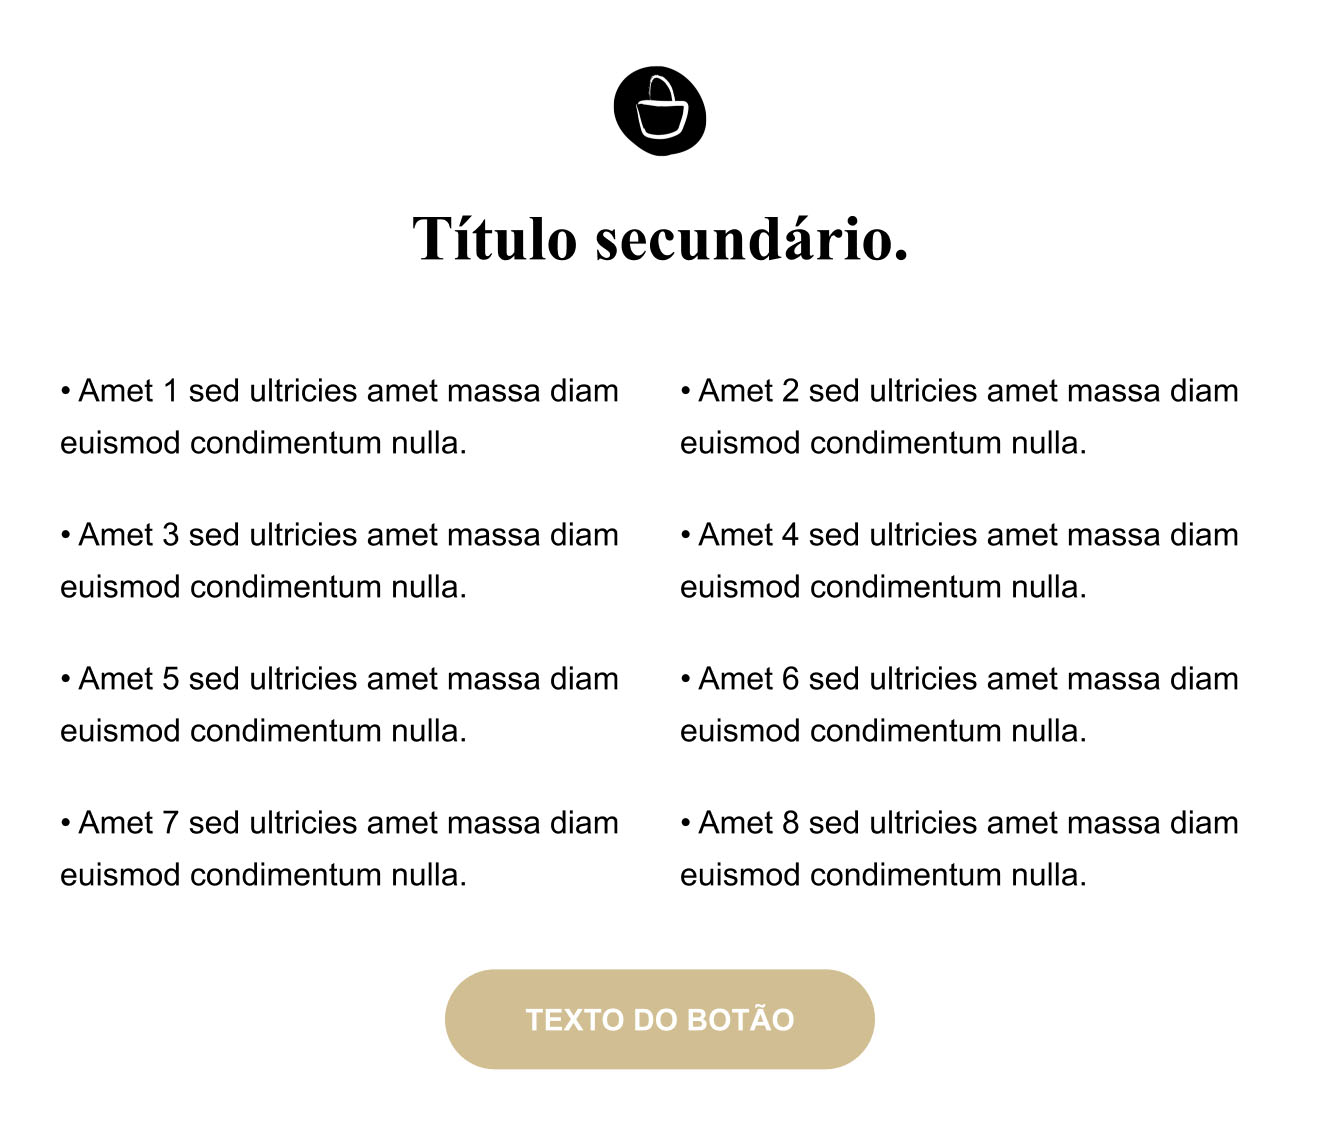 Título secundário.
• Amet 1 sed ultricies amet massa diam
euismod condimentum nulla.
• Amet 2 sed ultricies amet massa diam
euismod condimentum nulla.
• Amet 3 sed ultricies amet massa diam
euismod condimentum nulla.
• Amet 4 sed ultricies amet massa diam
euismod condimentum nulla.
• Amet 5 sed ultricies amet massa diam
euismod condimentum nulla.
• Amet 6 sed ultricies amet massa diam
euismod condimentum nulla.
• Amet 7 sed ultricies amet massa diam
euismod condimentum nulla.
• Amet 8 sed ultricies amet massa diam
euismod condimentum nulla.
TEXTO DO BOTÃO